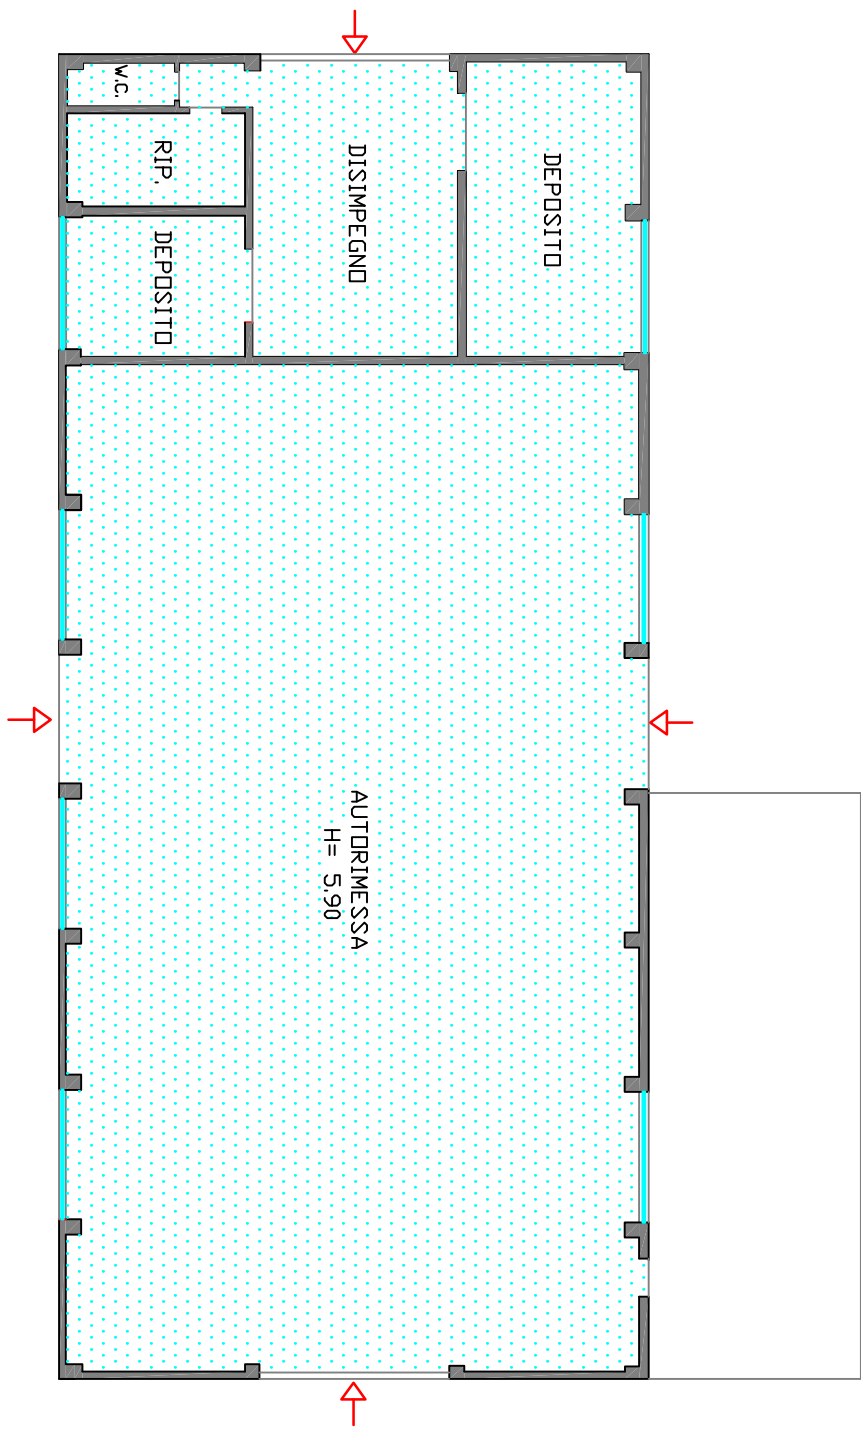 W.C.
RIP.
DEPOSITO
DISIMPEGNO
DEPOSITO
AUTORIMESSA
H= 5,90